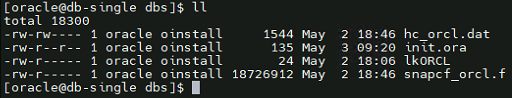 [oracle@db-single dbs]$ ll
total 18300
-rw-rw---- 1 oracle oinstall     1544 May  2 18:46 hc_orcl.dat
-rw-r--r-- 1 oracle oinstall      135 May  3 09:20 init.ora
-rw-r----- 1 oracle oinstall       24 May  2 18:06 lkORCL
-rw-r----- 1 oracle oinstall 18726912 May  2 18:46 snapcf_orcl.f
[oracle@db-single dbs]$